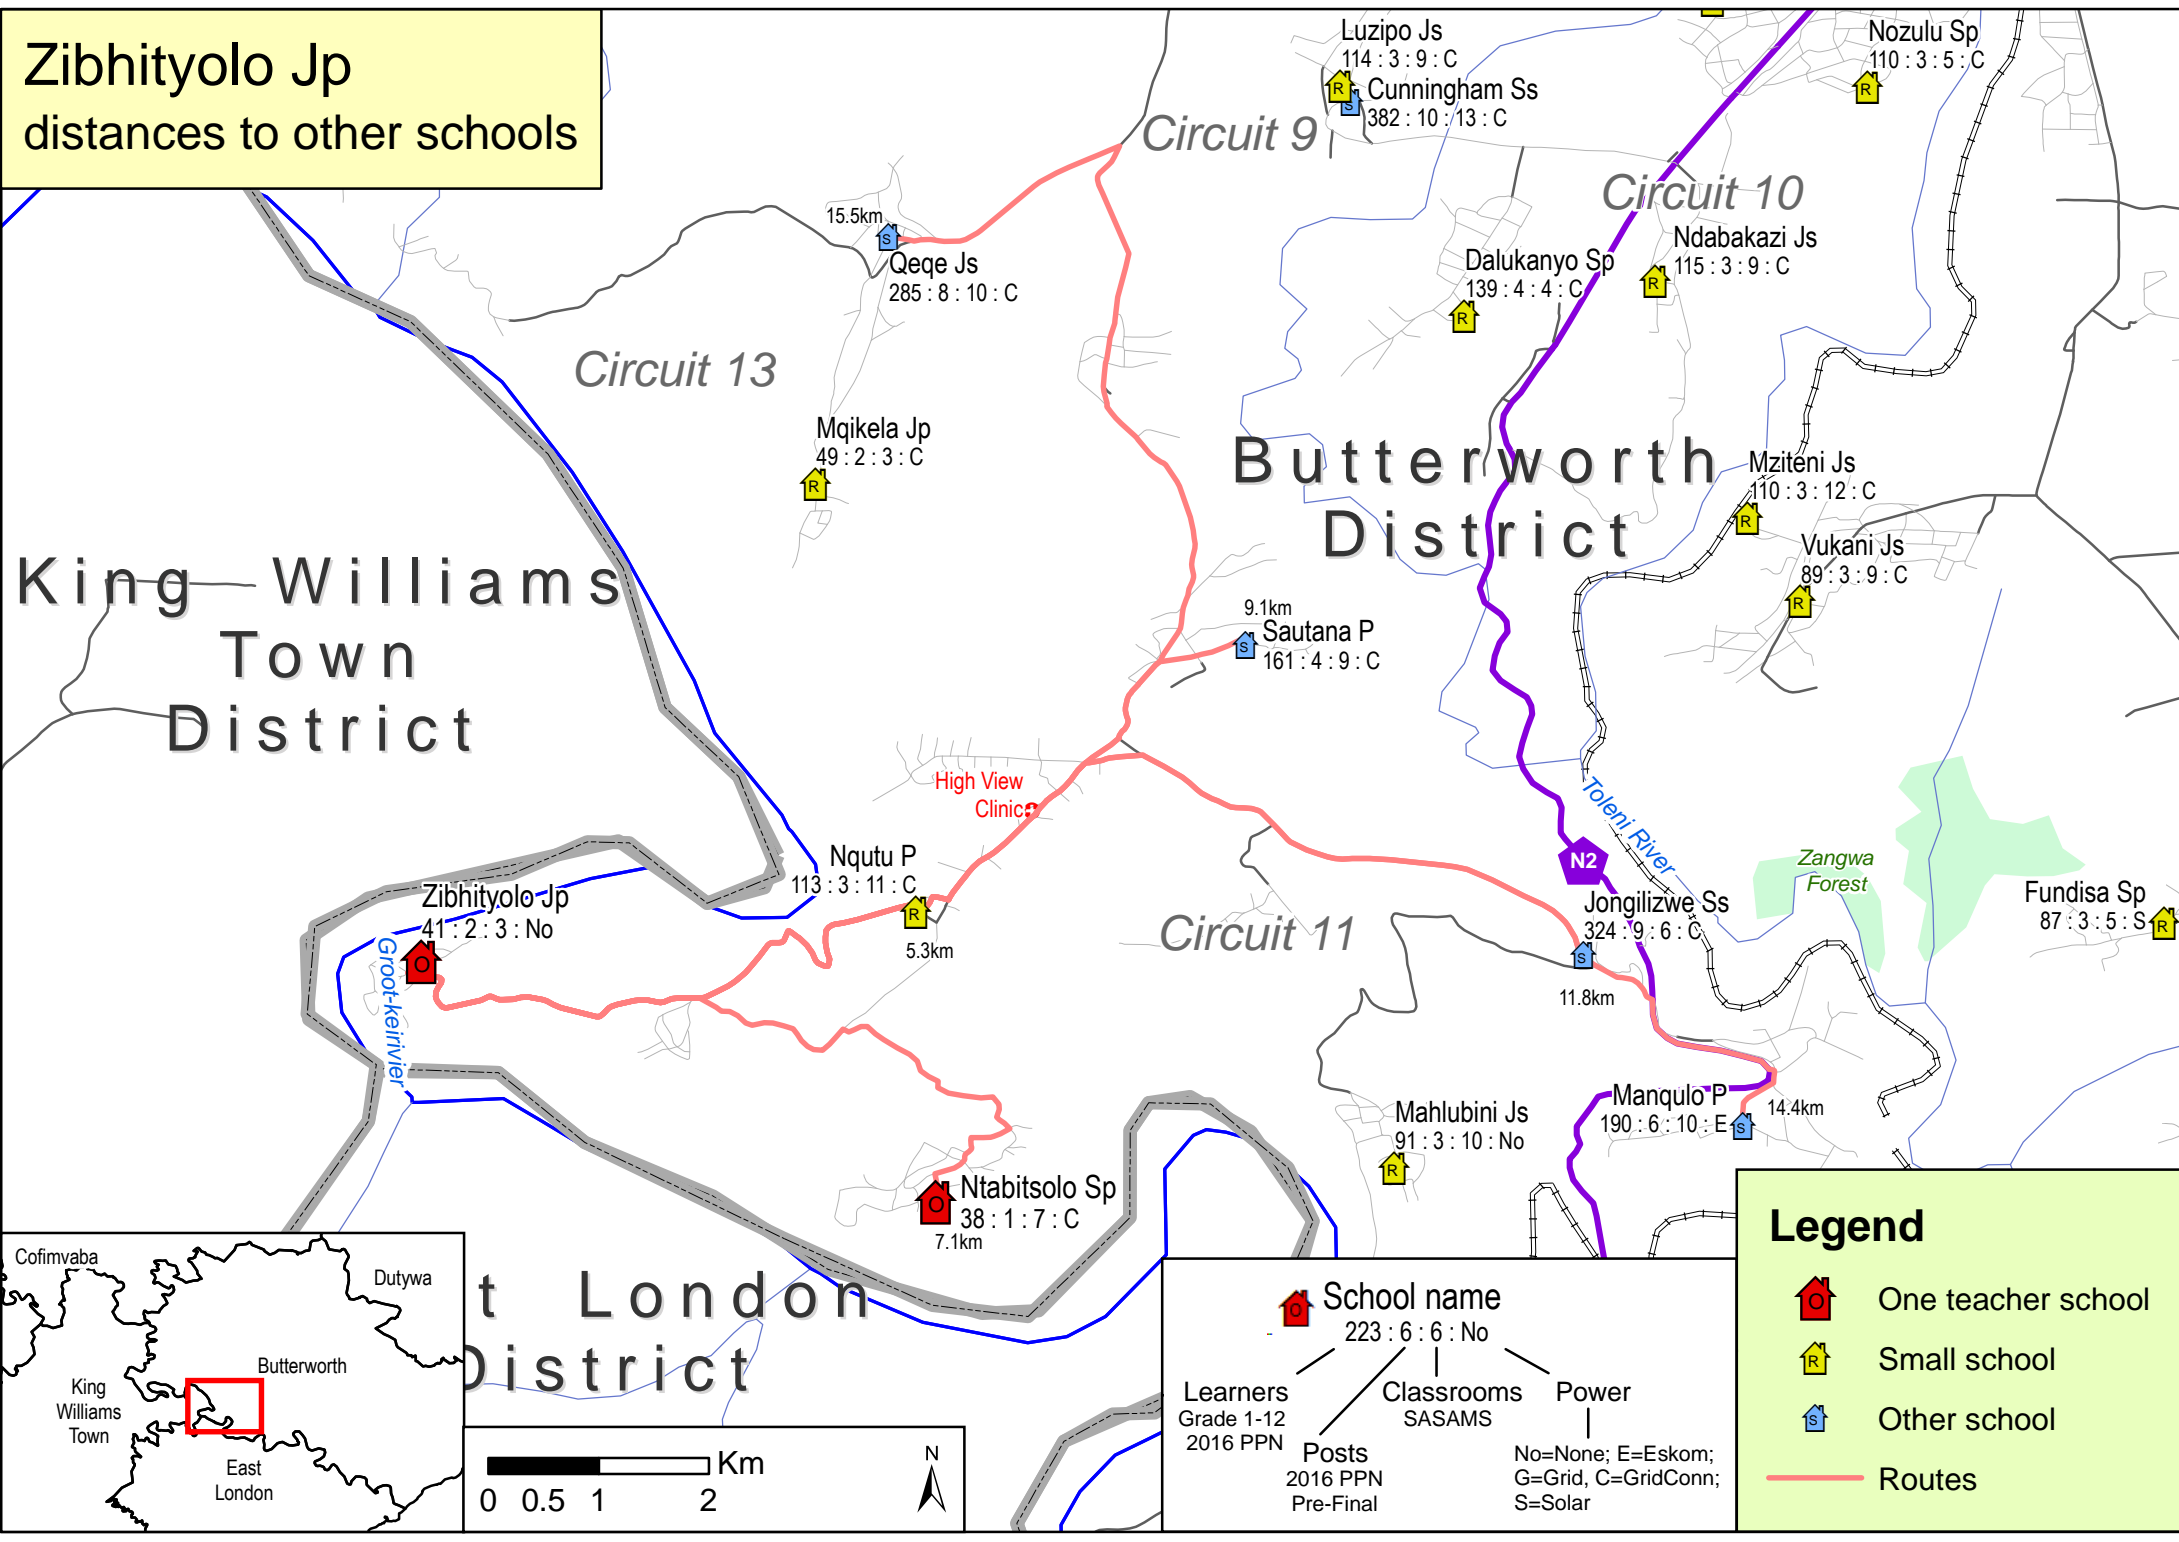 Zibhityolo Jp
distances to other schools
Luzipo Js
114 : 3 : 9 : C
Cunningham Ss
382 : 10 : 13 : C
Nozulu Sp
110 : 3 : 5 : C
R
S
R
Circuit 9
Circuit 10
15.5km
S
Qeqe Js
285 : 8 : 10 : C
Dalukanyo Sp
139 : 4 : 4 : C
R
Ndabakazi Js
115 : 3 : 9 : C
R
Circuit 13
Mqikela Jp
49 : 2 : 3 : C
R
Butterworth
District
Mziteni Js
110 : 3 : 12 : C
R
Vukani Js
89 : 3 : 9 : C
R
King Williams
Town
District
9.1km
S
Sautana P
161 : 4 : 9 : C
High View
Clinic
Toleni River
N2
Zangwa
Forest
Nqutu P
113 : 3 : 11 : C
R
5.3km
Zibhityolo Jp
41 : 2 : 3 : No
O
Groot-keirivier
Circuit 11
Jongilizwe Ss
324 : 9 : 6 : C
S
11.8km
Fundisa Sp
87 : 3 : 5 : S
R
Manqulo P
190 : 6 : 10 : E
S
14.4km
Mahlubini Js
91 : 3 : 10 : No
R
O
Ntabitsolo Sp
38 : 1 : 7 : C
7.1km
t London
District
Cofimvaba
Dutywa
Butterworth
King
Williams
Town
East
London
Km
0 0.5 1 2
N
O
School name
223 : 6 : 6 : No
Learners
Grade 1-12
2016 PPN
Posts
2016 PPN
Pre-Final
Classrooms
SASAMS
Power
No=None; E=Eskom;
G=Grid, C=GridConn;
S=Solar
Legend
O One teacher school
R Small school
S Other school
Routes